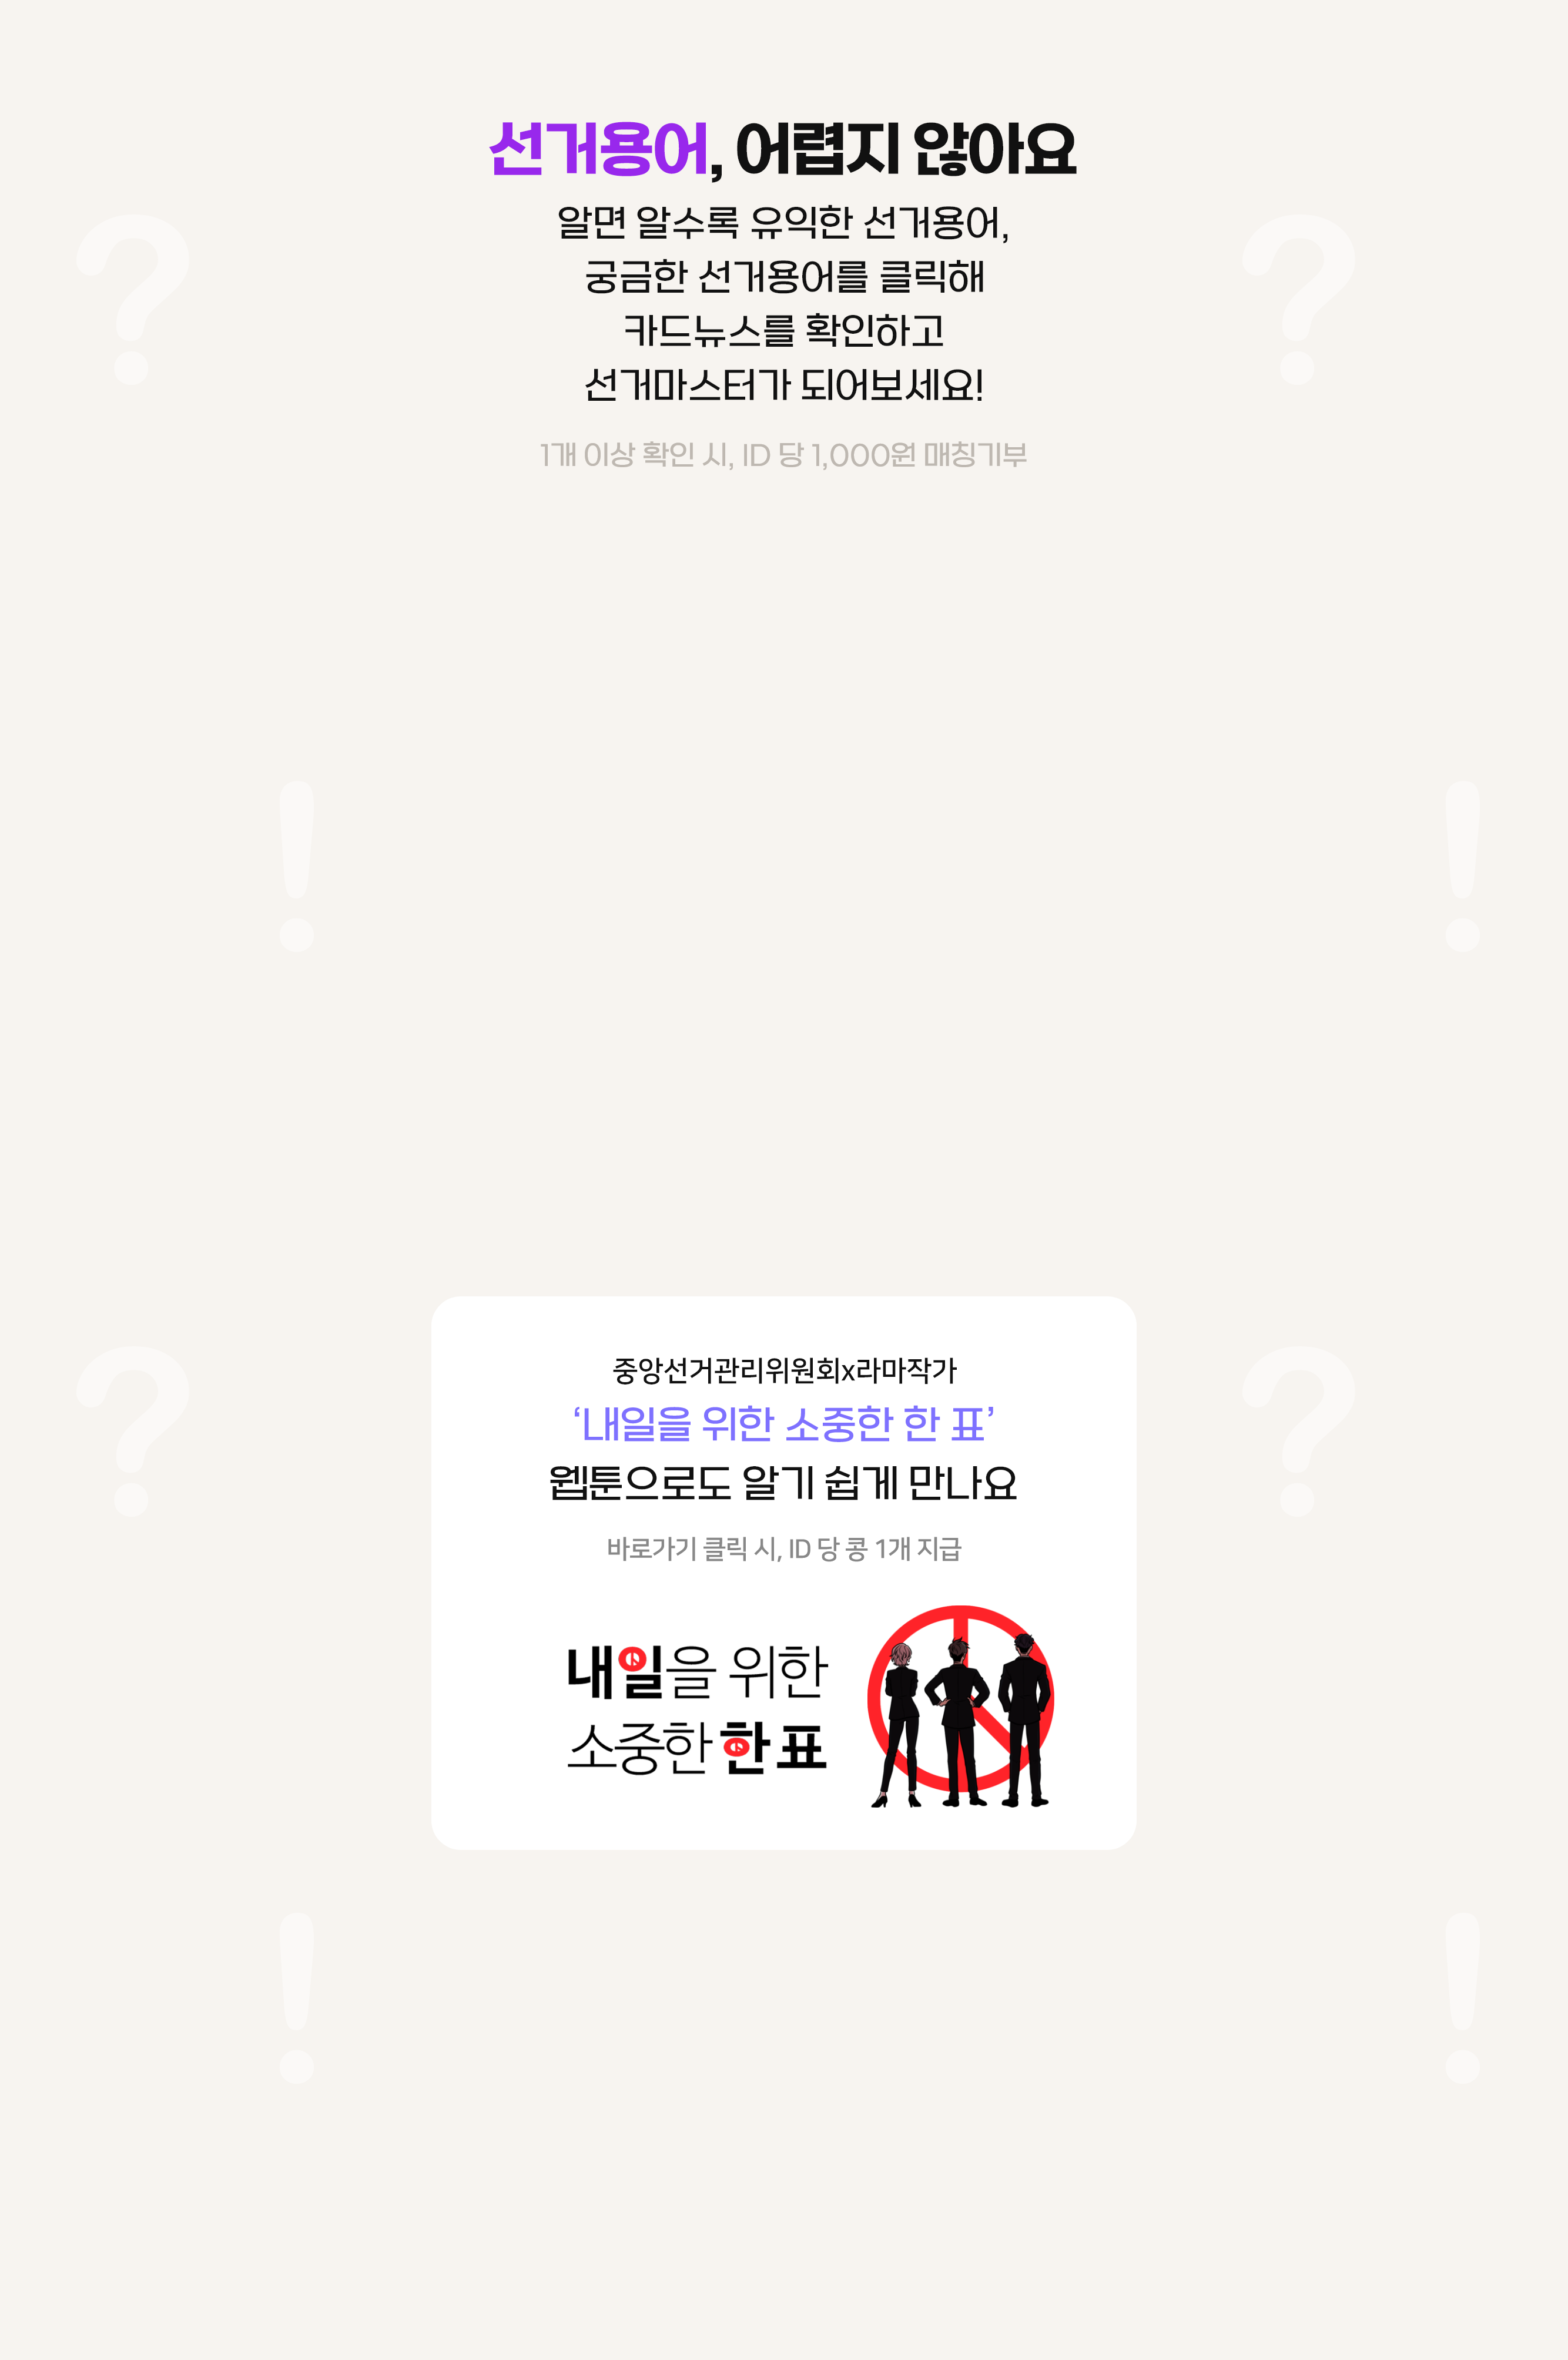 선거용어, 어렵지 않아요
알면 알수록 유익한 선거용어,
궁금한 선거용어를 클릭해
카드뉴스를 확인하고
선게마스터가 되어보세요!
1개 이상 확인 시, ID 당 1,000원 매칭기부
?
?
!
!
중앙선거관리위원회x라마작가
‘내일을 위한 소중한 한 표’
웹툰으로도 알기 쉽게 만나요
바로가기 클릭 시, ID 당 콩 1개 지급
?
?
내일을 위한
소중한 한 표
!
!